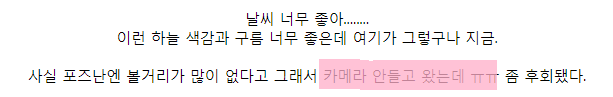 날씨 너무 좋아........
이런 하늘 색감과 구름 너무 좋은데 여기가 그렇구나 지금.
사실 포즈난엔 볼거리가 많이 없다고 그래서 카메라 안들고 왔는데 ㅠㅠ 좀 후회됐다.